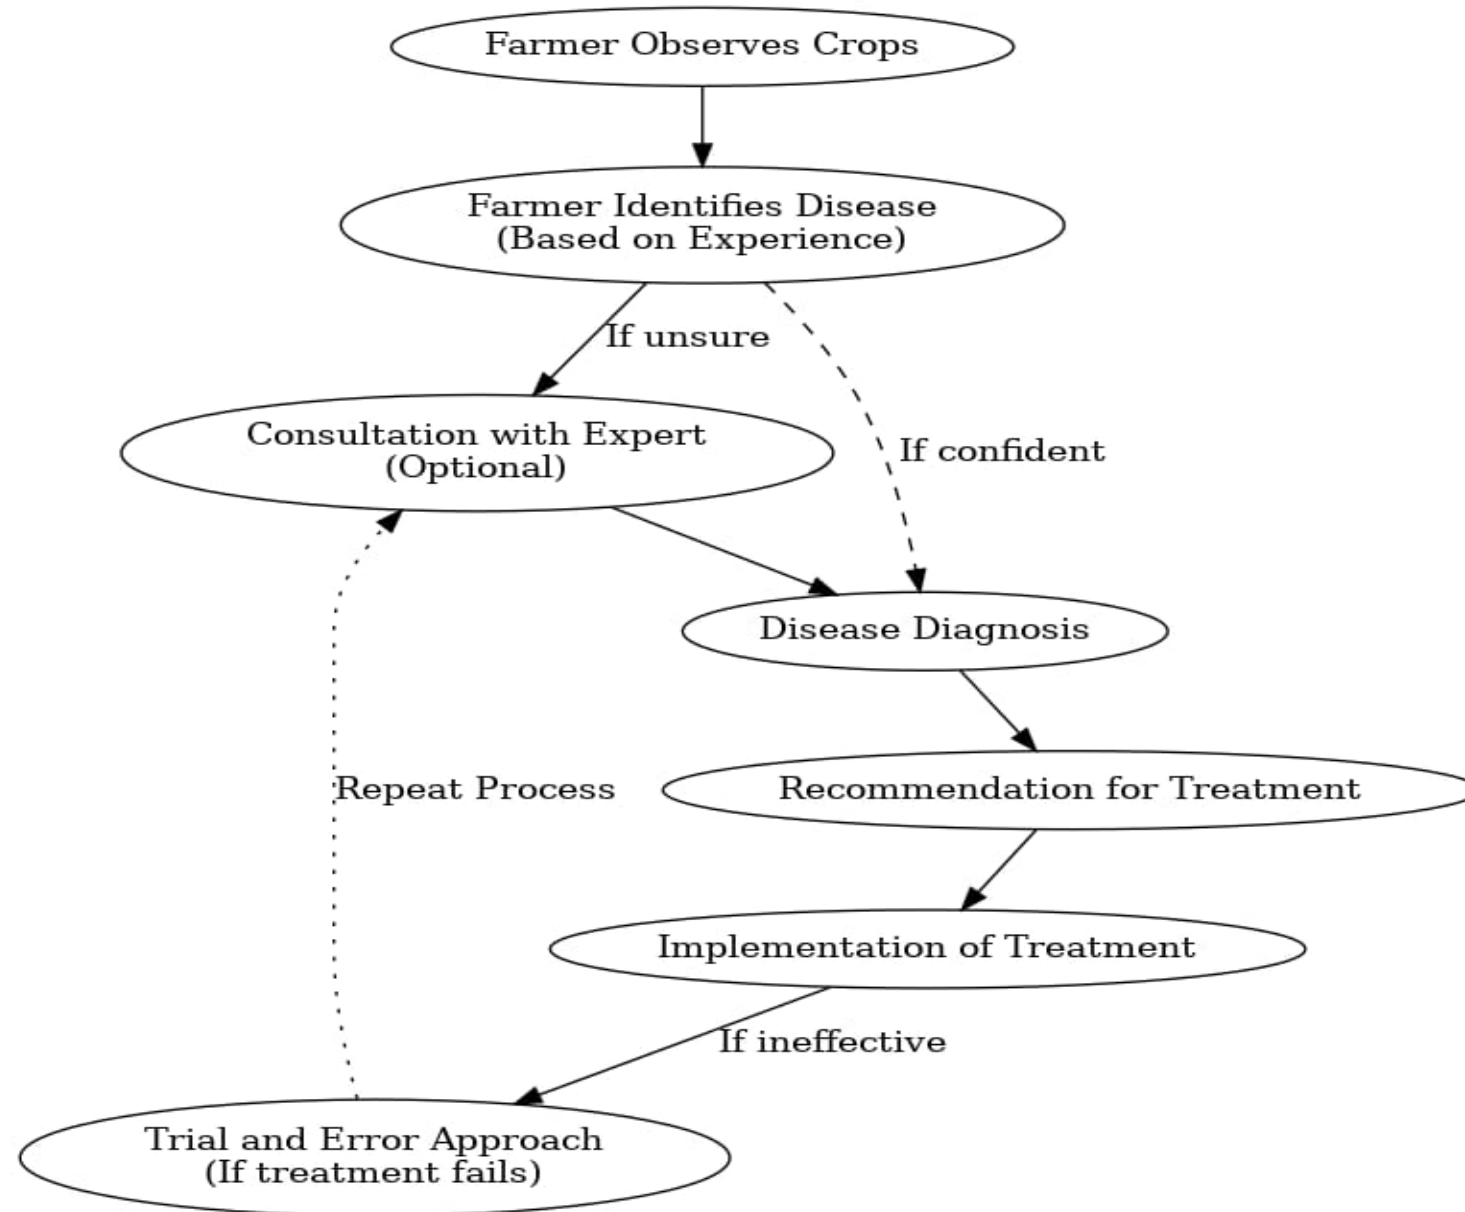 Farmer Observes Crops
Farmer Identifies Disease
(Based on Experience)
If unsure
Consultation with Expert
(Optional)
If confident
Disease Diagnosis
Repeat Process
Recommendation for Treatment
Implementation of Treatment
If ineffective
Trial and Error Approach
(If treatment fails)